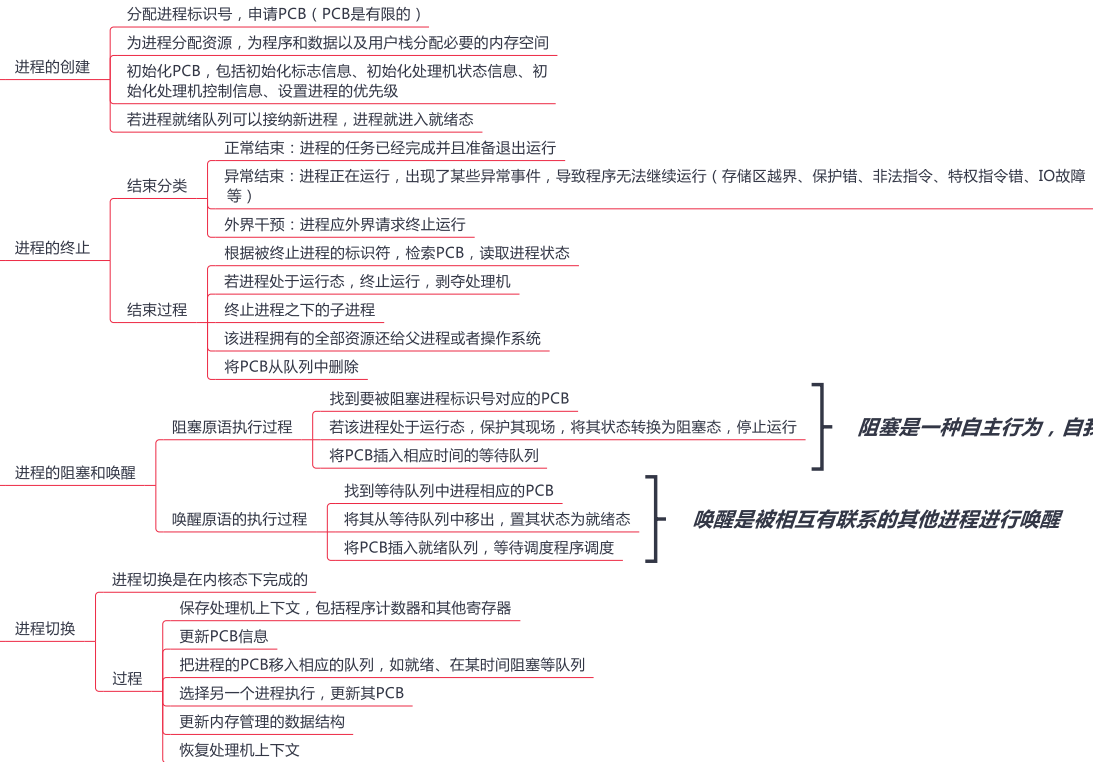 进程的创建
分配进程标识号，申请PCB（PCB是有限的）
为进程分配资源，为程序和数据以及用户栈分配必要的内存空间
初始化PCB，包括初始化标志信息、初始化处理机状态信息、初
始化处理机控制信息、设置进程的优先级
若进程就绪队列可以接纳新进程，进程就进入就绪态
进程的终止
结束分类
正常结束：进程的任务已经完成并且准备退出运行
异常结束：进程正在运行，出现了某些异常事件，导致程序无法继续运行（存储区越界、保护错、非法指令、特权指令错、IO故障
等）
外界干预：进程应外界请求终止运行
结束过程
根据被终止进程的标识符，检索PCB，读取进程状态
若进程处于运行态，终止运行，剥夺处理机
终止进程之下的子进程
该进程拥有的全部资源还给父进程或者操作系统
将PCB从队列中删除
进程的阻塞和唤醒
阻塞原语执行过程
找到要被阻塞进程标识号对应的PCB
若该进程处于运行态，保护其现场，将其状态转换为阻塞态，停止运行
将PCB插入相应时间的等待队列
阻塞是一种自主行为，自我
唤醒原语的执行过程
找到等待队列中进程相应的PCB
将其从等待队列中移出，置其状态为就绪态
将PCB插入就绪队列，等待调度程序调度
唤醒是被相互有联系的其他进程进行唤醒
进程切换
进程切换是在内核态下完成的
过程
保存处理机上下文，包括程序计数器和其他寄存器
更新PCB信息
把进程的PCB移入相应的队列，如就绪、在某时间阻塞等队列
选择另一个进程执行，更新其PCB
更新内存管理的数据结构
恢复处理机上下文